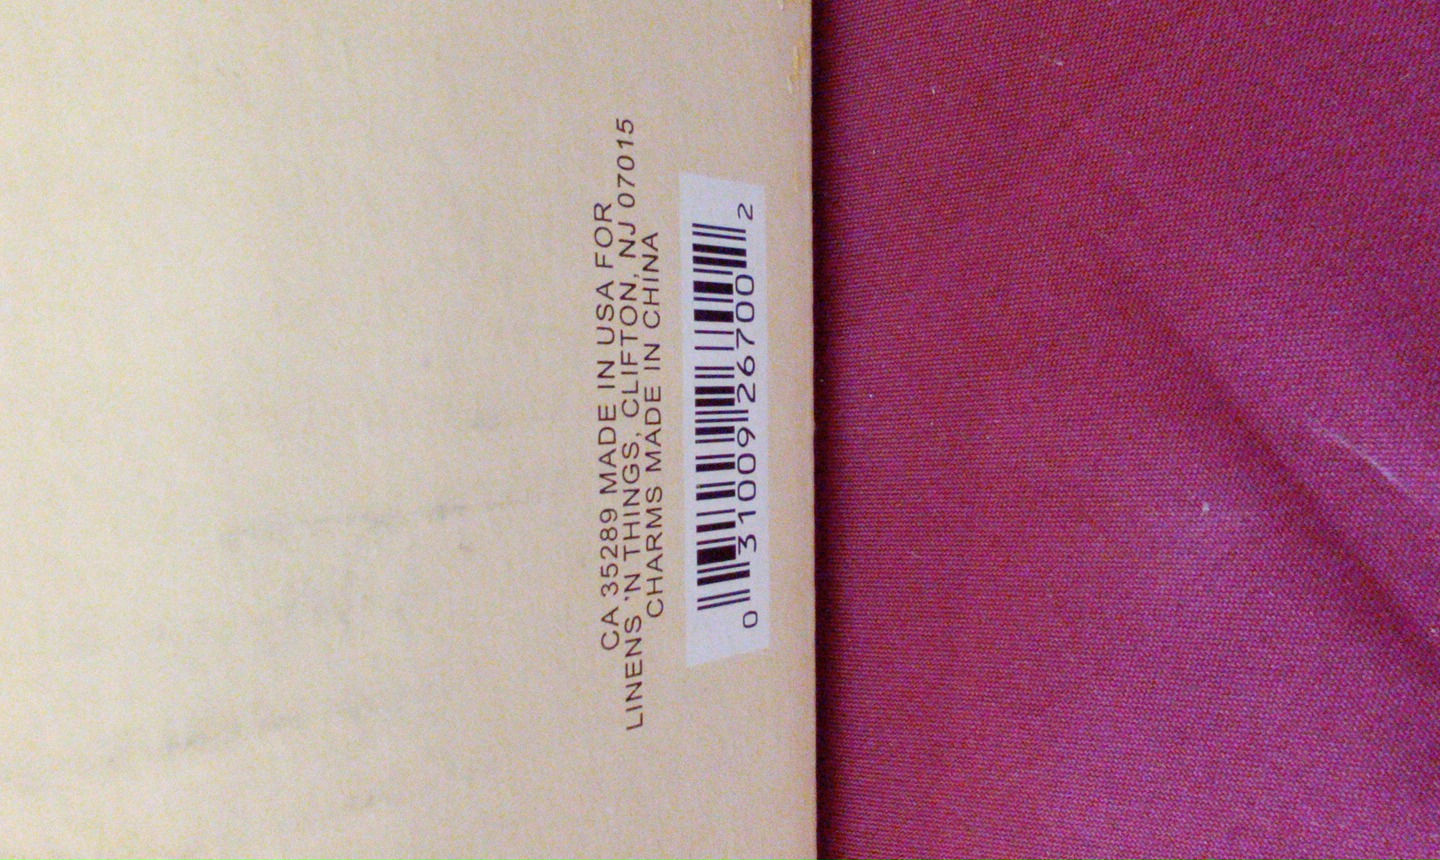 CA 35289 MADE IN USA FOR
LINENS 'N THINGS, CLIFTON, NJ 07015
CHARMS MADE IN CHINA
0 31009 26700 2